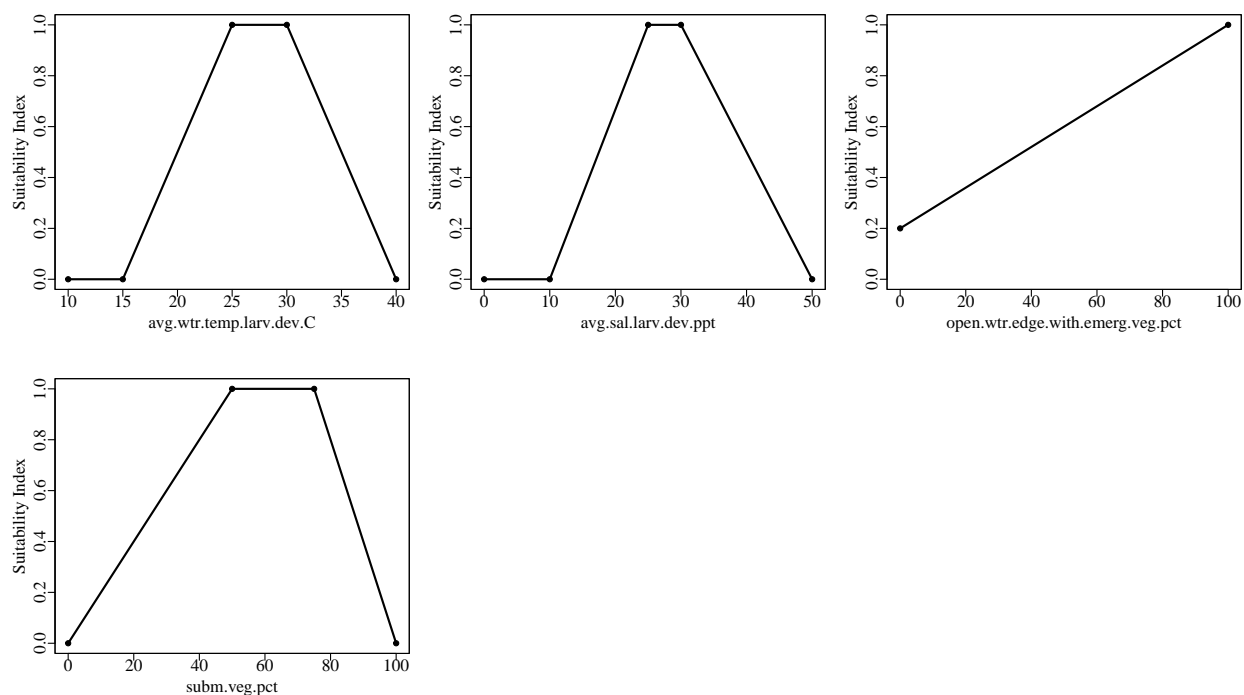 Suitability Index
0.0 0.2 0.4 0.6 0.8 1.0
10 15 20 25 30 35 40
avg.wtr.temp.larv.dev.C
Suitability Index
0.0 0.2 0.4 0.6 0.8 1.0
0 10 20 30 40 50
avg.sal.larv.dev.ppt
Suitability Index
0.0 0.2 0.4 0.6 0.8 1.0
0 20 40 60 80 100
open.wtr.edge.with.emerg.veg.pct
Suitability Index
0.0 0.2 0.4 0.6 0.8 1.0
0 20 40 60 80 100
subm.veg.pct